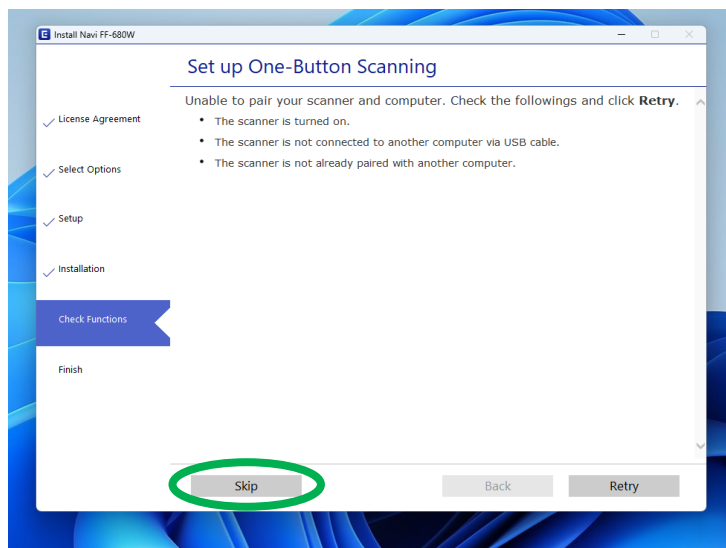 Install Navi FF-680W
Set up One-Button Scanning
Unable to pair your scanner and computer. Check the followings and click Retry.
• The scanner is turned on.
• The scanner is not connected to another computer via USB cable.
• The scanner is not already paired with another computer.
License Agreement
Select Options
Setup
Installation
Check Functions
Finish
Skip
Back
Retry